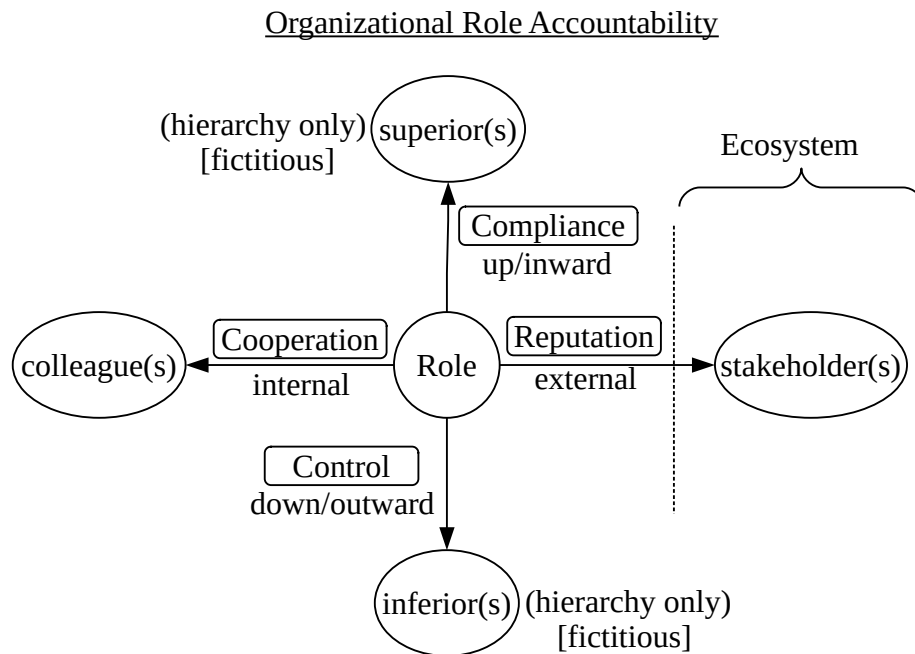 Organizational Role Accountability
(hierarchy only)
[fictitious]
superior(s)
Ecosystem
Compliance
up/inward
colleague(s)
Cooperation
internal
Role
Reputation
external
stakeholder(s)
Control
down/outward
inferior(s)
(hierarchy only)
[fictitious]